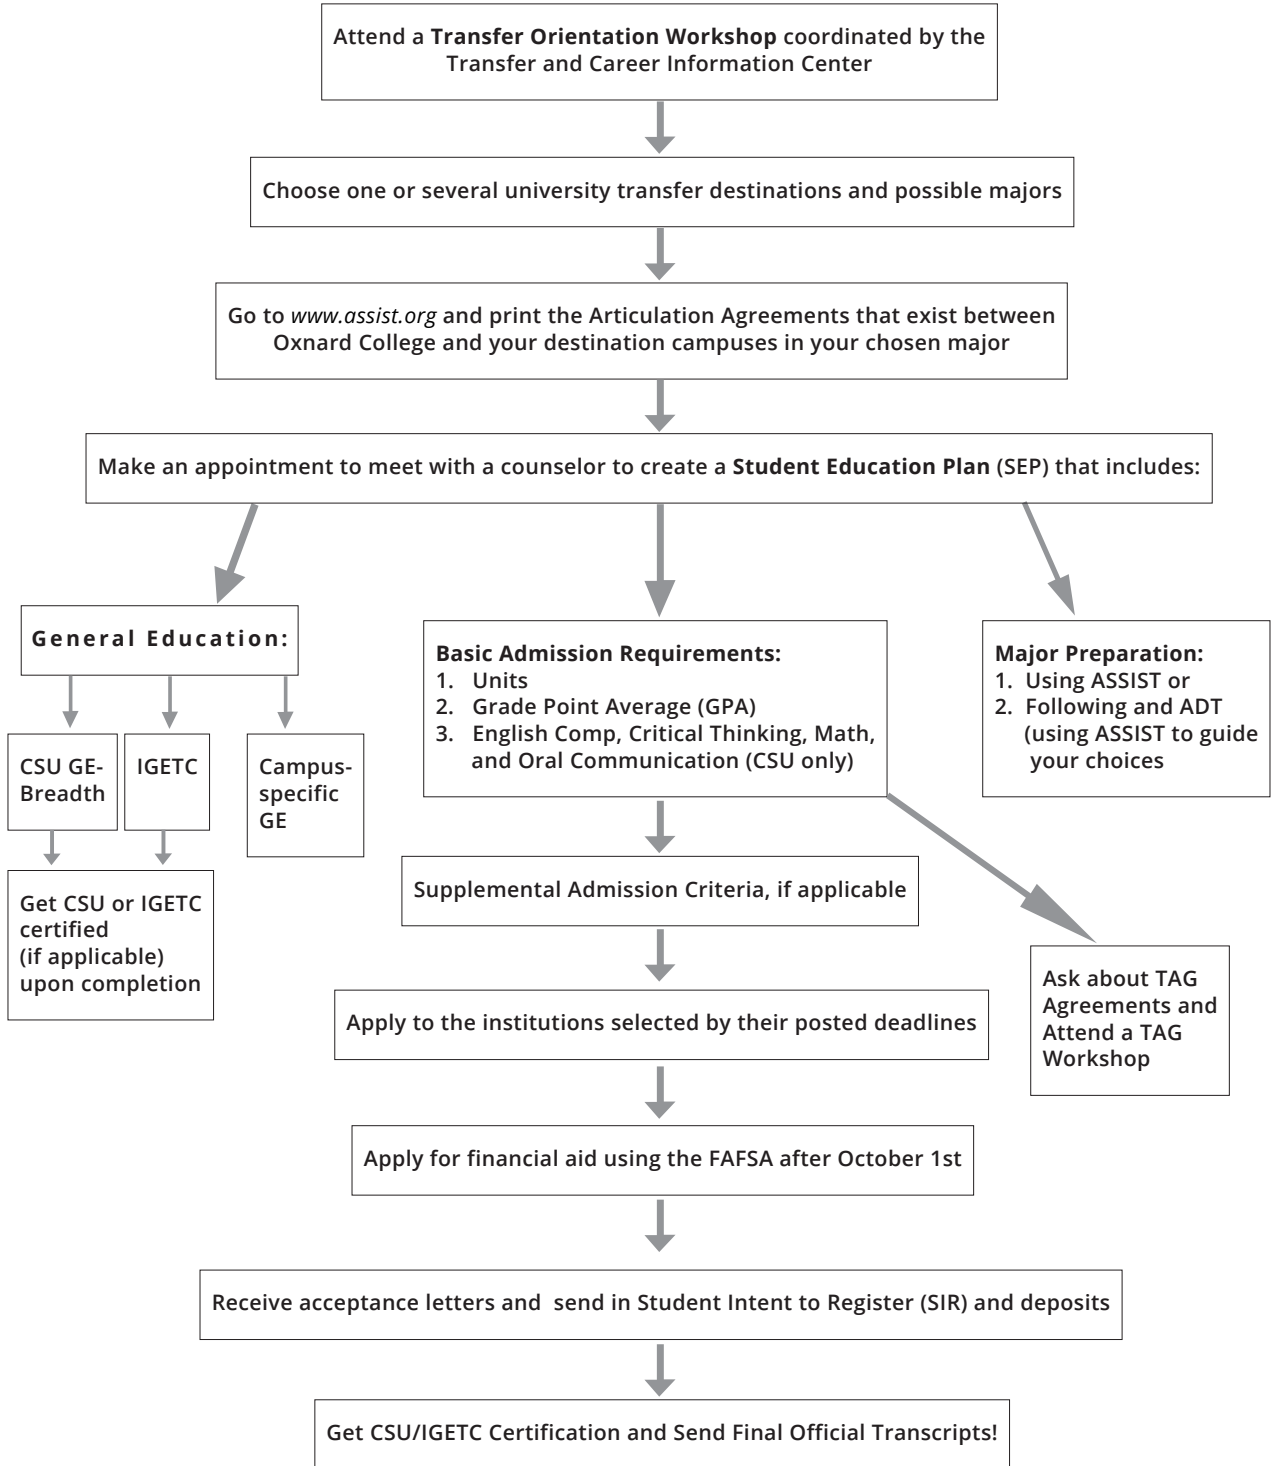 Attend a Transfer Orientation Workshop coordinated by the
Transfer and Career Information Center
Choose one or several university transfer destinations and possible majors
Go to www.assist.org and print the Articulation Agreements that exist between
Oxnard College and your destination campuses in your chosen major
Make an appointment to meet with a counselor to create a Student Education Plan (SEP) that includes:
General Education:
CSU GE-
Breadth
IGETC
Campus-
specific
GE
Get CSU or IGETC
certified
(if applicable)
upon completion
Basic Admission Requirements:
1. Units
2. Grade Point Average (GPA)
3. English Comp, Critical Thinking, Math,
and Oral Communication (CSU only)
Major Preparation:
1. Using ASSIST or
2. Following and ADT
(using ASSIST to guide
your choices
Supplemental Admission Criteria, if applicable
Ask about TAG
Agreements and
Attend a TAG
Workshop
Apply to the institutions selected by their posted deadlines
Apply for financial aid using the FAFSA after October 1st
Receive acceptance letters and send in Student Intent to Register (SIR) and deposits
Get CSU/IGETC Certification and Send Final Official Transcripts!